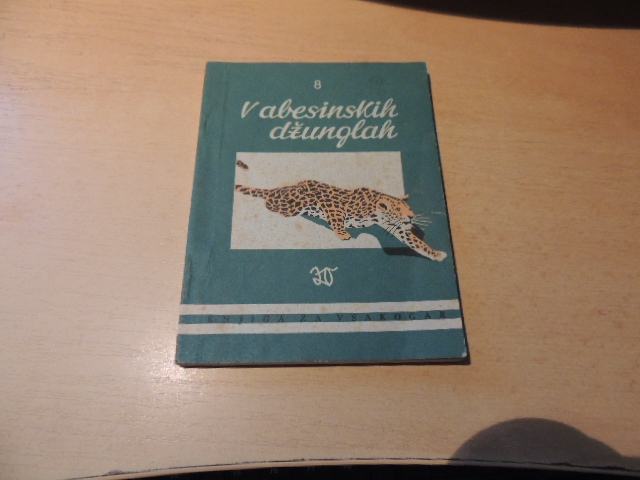 8
V abesinskih
džunglah
KNJIGA ZA VSAKOGAR